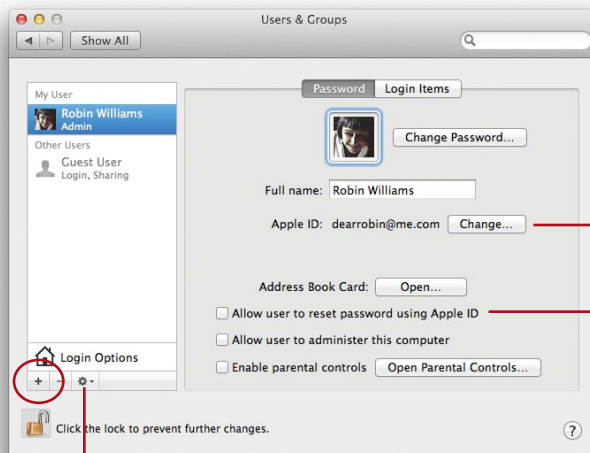 Users & Groups
Show All
Password Login Items
My User
Robin Williams
Admin
Other Users
Guest User
Login, Sharing
Change Password...
Full name: Robin Williams
Apple ID: dearrobin@me.com Change...
Address Book Card: Open...
Allow user to reset password using Apple ID
Allow user to administer this computer
Enable parental controls Open Parental Controls...
Login Options
+ −
Click the lock to prevent further changes.
?